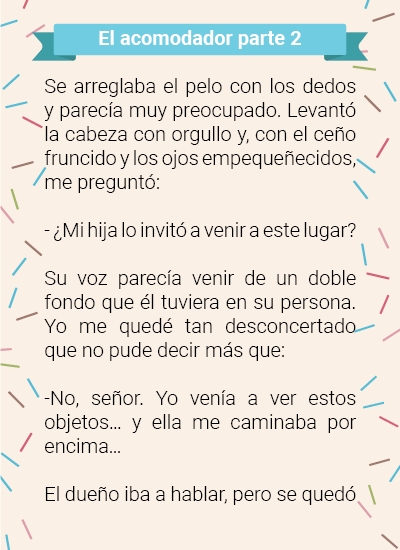 El acomodador parte 2
Se arreglaba el pelo con los dedos
y parecía muy preocupado. Levantó
la cabeza con orgullo y, con el ceño
fruncido y los ojos empequeñecidos,
me preguntó:
- ¿Mi hija lo invitó a venir a este lugar?
Su voz parecía venir de un doble
fondo que él tuviera en su persona.
Yo me quedé tan desconcertado
que no pude decir más que:
-No, señor. Yo venía a ver estos
objetos... y ella me caminaba por
encima...
El dueño iba a hablar, pero se quedó